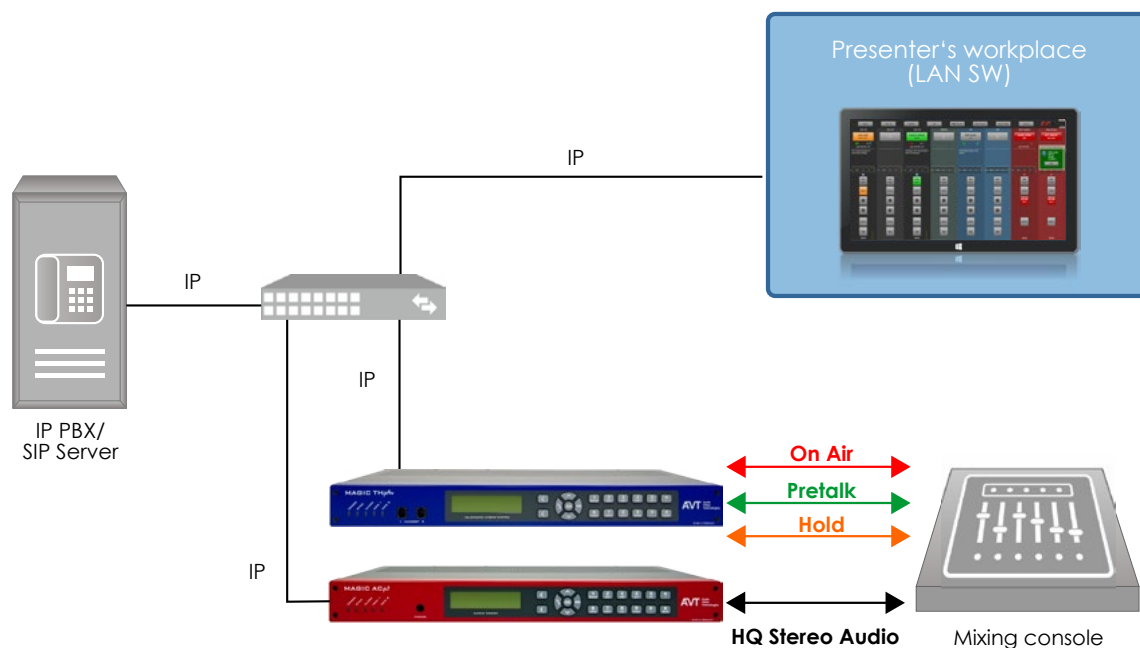 Presenter's workplace
(LAN SW)
IP
IP
IP PBX/
SIP Server
IP
On Air
Pretalk
Hold
MAGIC THipPro
AVT
IP
MAGIC ACip3
AVT
HQ Stereo Audio
Mixing console